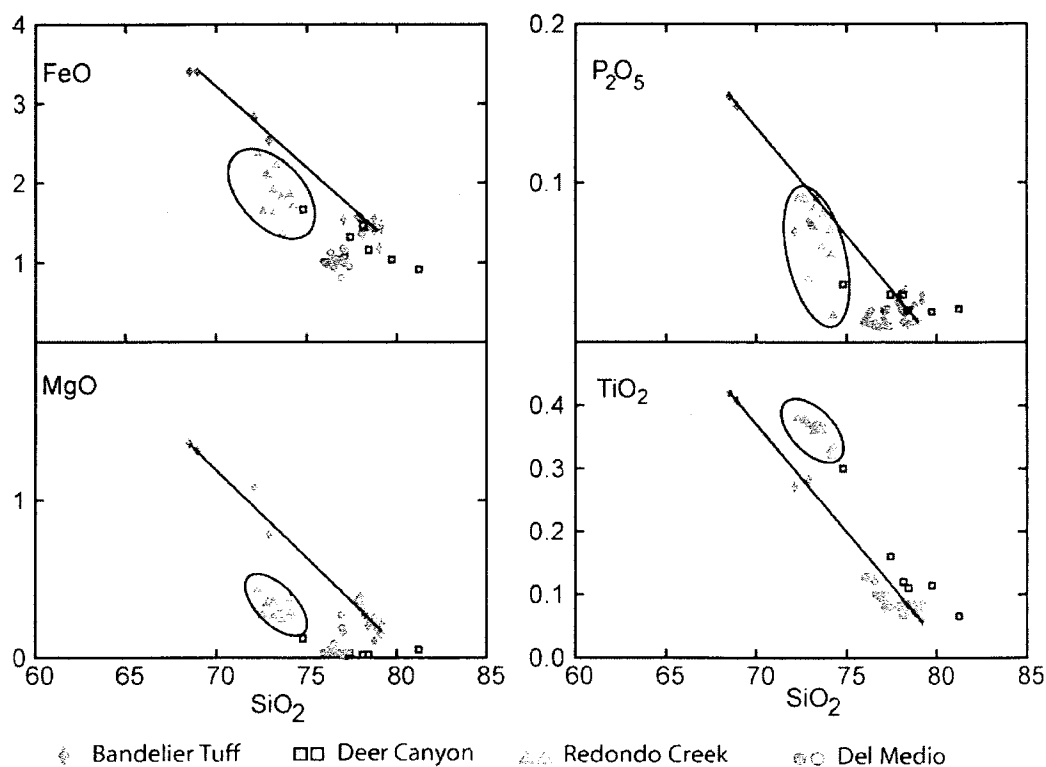 4
FeO
3
2
1
0.2
P₂O₅
0.1
MgO
1
0
60
65
70
75
80
85
SiO₂
TiO₂
0.4
0.3
0.2
0.1
0.0
60
65
70
75
80
85
SiO₂
Bandelier Tuff
Deer Canyon
Redondo Creek
Del Medio